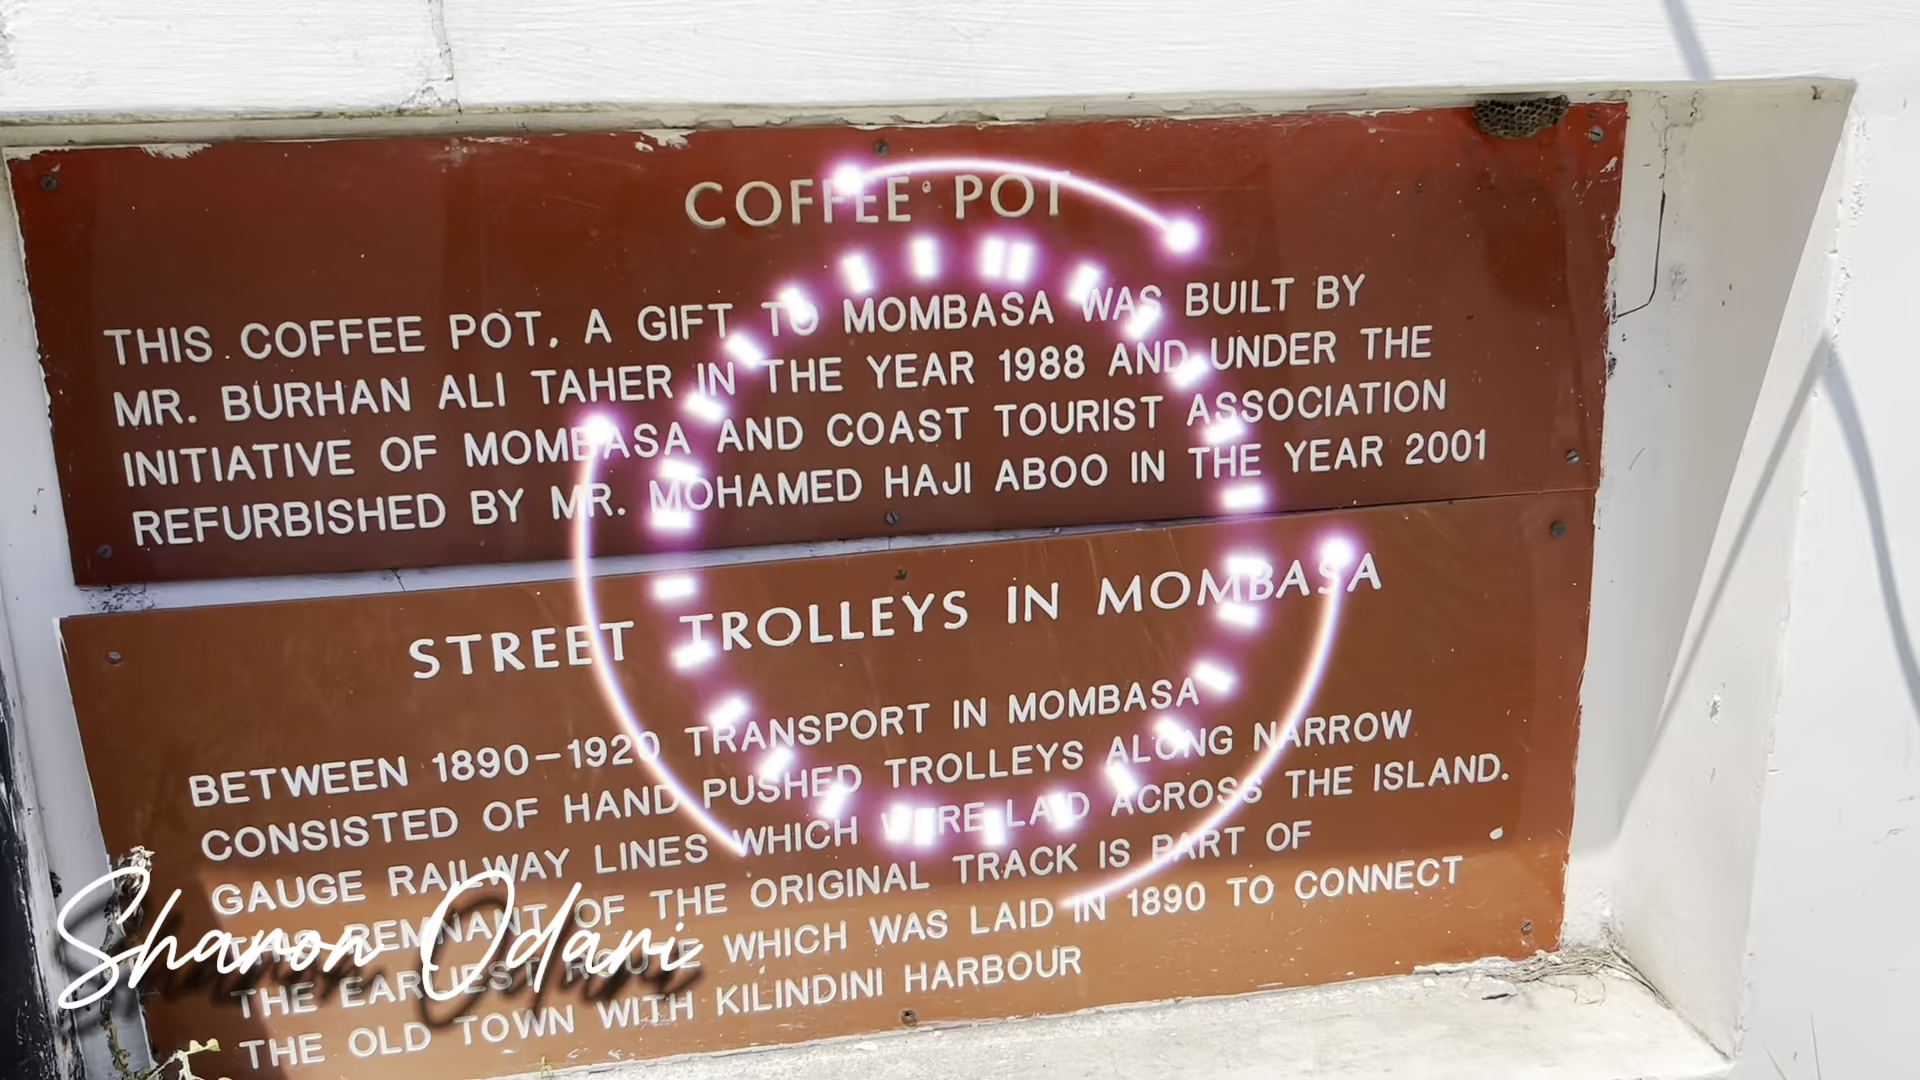 COFFEE POT
THIS COFFEE POT, A GIFT TO MOMBASA WAS BUILT BY
MR. BURHAN ALI TAHER IN THE YEAR 1988 AND UNDER THE
INITIATIVE OF MOMBASA AND COAST TOURIST ASSOCIATION
REFURBISHED BY MR. MOHAMED HAJI ABOO IN THE YEAR 2001
STREET TROLLEYS IN MOMBASA
BETWEEN 1890-1920 TRANSPORT IN MOMBASA
CONSISTED OF HAND PUSHED TROLLEYS ALONG NARROW
GAUGE RAILWAY LINES WHICH WERE LAID ACROSS THE ISLAND.
THIS REMNANT OF THE ORIGINAL TRACK IS PART OF
THE EARLIEST ROUTE WHICH WAS LAID IN 1890 TO CONNECT
THE OLD TOWN WITH KILINDINI HARBOUR
Sharon Odari